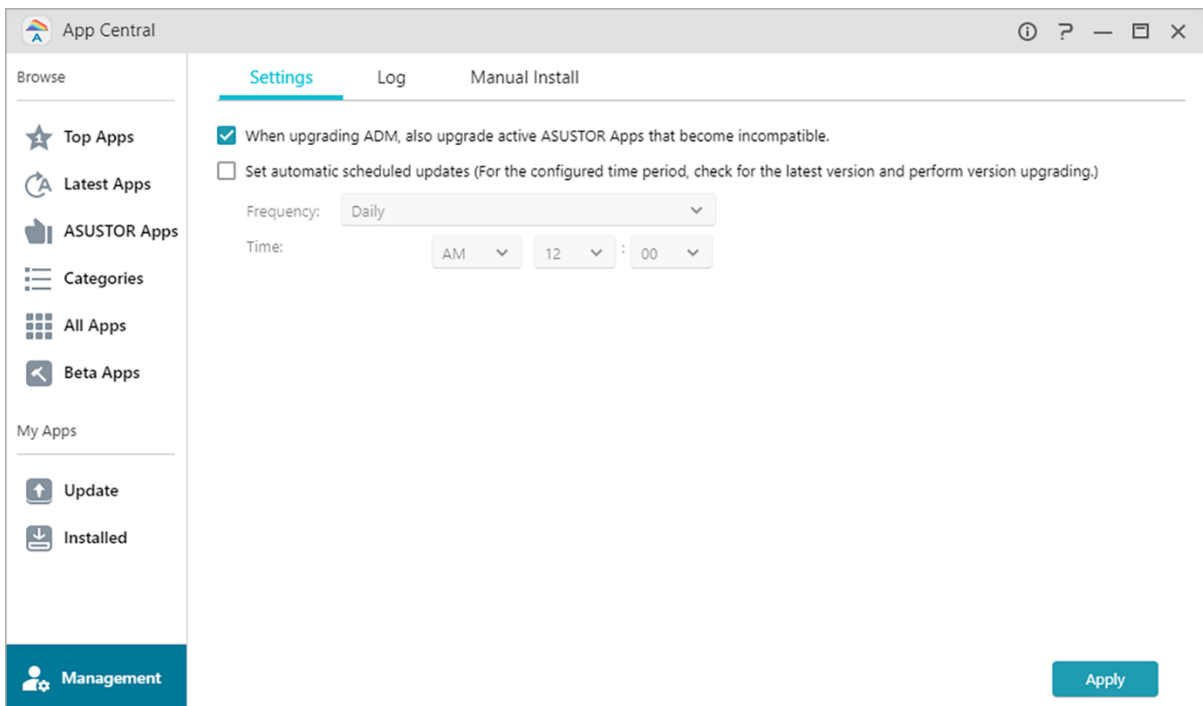 App Central
Browse
Top Apps
Latest Apps
ASUSTOR Apps
Categories
All Apps
Beta Apps
My Apps
Update
Installed
Management
Settings Log Manual Install
When upgrading ADM, also upgrade active ASUSTOR Apps that become incompatible.
Set automatic scheduled updates (For the configured time period, check for the latest version and perform version upgrading.)
Frequency: Daily
Time: AM 12 : 00
Apply